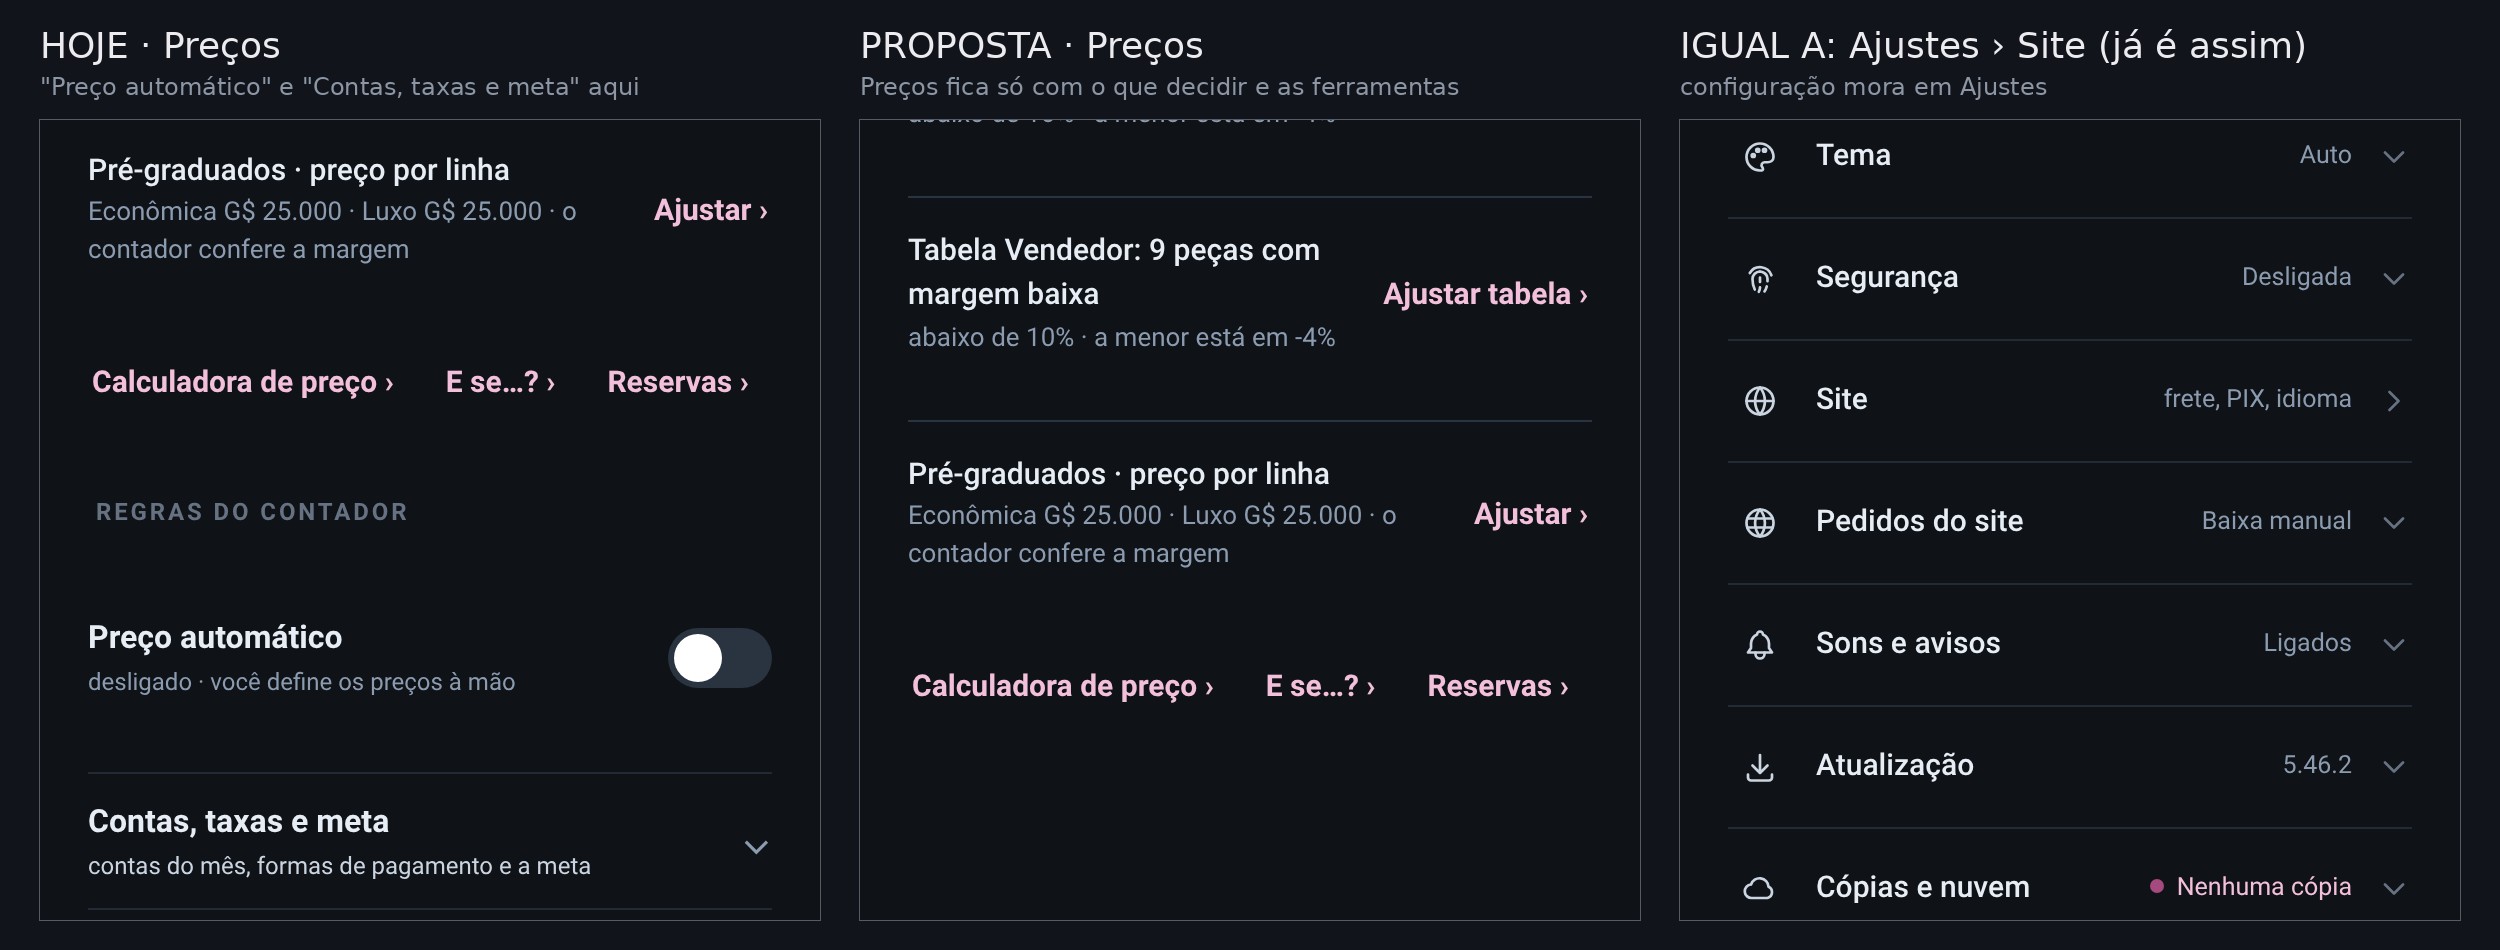 HOJE · Preços
"Preço automático" e "Contas, taxas e meta" aqui
Pré-graduados · preço por linha
Econômica G$ 25.000 · Luxo G$ 25.000 · o
contador confere a margem
Ajustar ›
Calculadora de preço ›
E se...? ›
Reservas ›
REGRAS DO CONTADOR
Preço automático
desligado · você define os preços à mão
Contas, taxas e meta
contas do mês, formas de pagamento e a meta
PROPOSTA · Preços
Preços fica só com o que decidir e as ferramentas
Tabela Vendedor: 9 peças com
margem baixa
Ajustar tabela ›
abaixo de 10% · a menor está em -4%
Pré-graduados · preço por linha
Econômica G$ 25.000 · Luxo G$ 25.000 · o
contador confere a margem
Ajustar ›
Calculadora de preço ›
E se...? ›
Reservas ›
IGUAL A: Ajustes › Site (já é assim)
configuração mora em Ajustes
Tema
Auto
Segurança
Desligada
Site
frete, PIX, idioma
Pedidos do site
Baixa manual
Sons e avisos
Ligados
Atualização
5.46.2
Cópias e nuvem
Nenhuma cópia